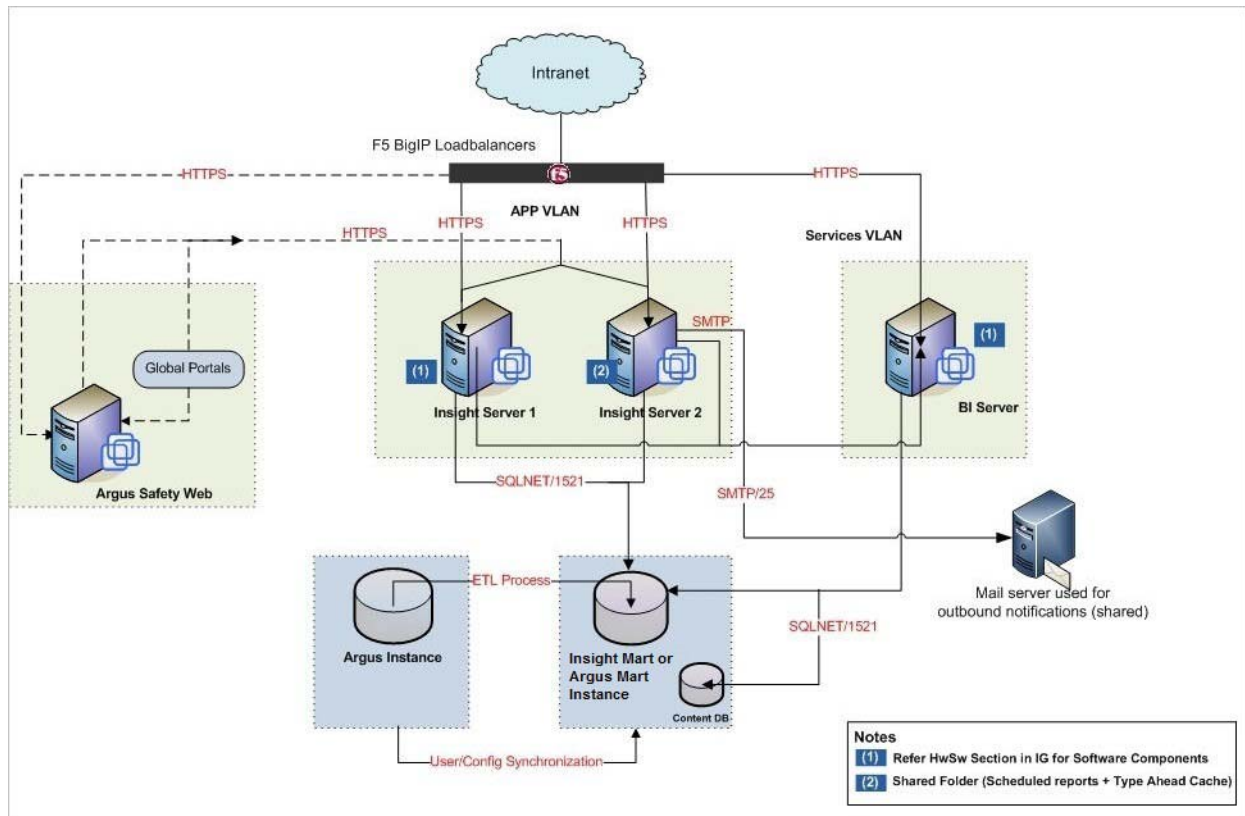 Intranet
F5 BigIP Loadbalancers
f5
HTTPS
HTTPS
APP VLAN
HTTPS
HTTPS
HTTPS
Services VLAN
SMTP
Global Portals
(1)
(2)
(1)
Insight Server 1
Insight Server 2
BI Server
Argus Safety Web
SQLNET/1521
SMTP/25
ETL Process
Mail server used for
outbound notifications (shared)
SQLNET/1521
Argus Instance
Insight Mart or
Argus Mart
Instance
Content DB
User/Config Synchronization
Notes
(1) Refer HwSw Section in IG for Software Components
(2) Shared Folder (Scheduled reports + Type Ahead Cache)